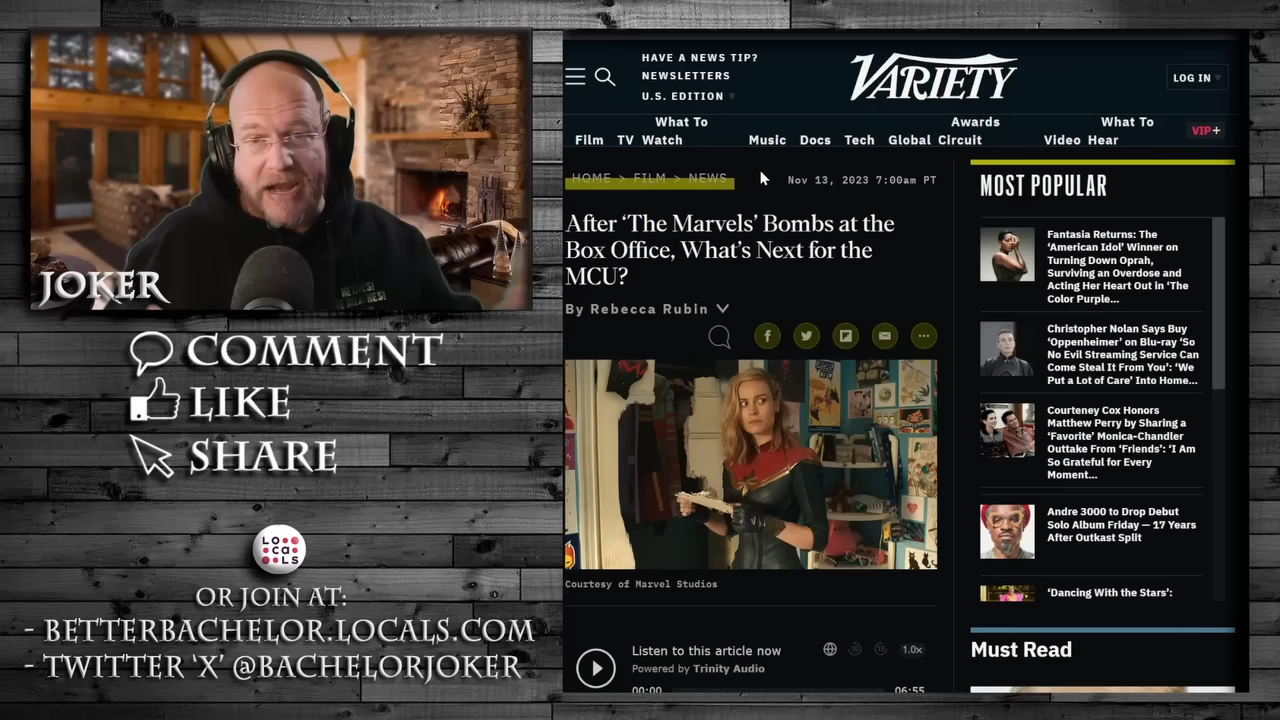 JOKER
COMMENT
LIKE
SHARE
LOcaLS
OR JOIN AT:
- BETTERBACHELOR.LOCALS.COM
- TWITTER 'X' @BACHELORJOKER
HAVE A NEWS TIP?
NEWSLETTERS
U.S. EDITION
VARIETY
LOG IN
Film
TV
What To
Watch
Music
Docs
Tech
Global
Awards
Circuit
Video
What To
Hear
VIP+
HOME > FILM > NEWS
Nov 13, 2023 7:00am PT
After ‘The Marvels’ Bombs at the
Box Office, What’s Next for the
MCU?
By Rebecca Rubin
Courtesy of Marvel Studios
Listen to this article now
Powered by Trinity Audio
1.0x
00:00
06:55
MOST POPULAR
Fantasia Returns: The
‘American Idol’ Winner on
Turning Down Oprah,
Surviving an Overdose and
Acting Her Heart Out in ‘The
Color Purple...
Christopher Nolan Says Buy
‘Oppenheimer’ on Blu-ray ‘So
No Evil Streaming Service Can
Come Steal It From You’: ‘We
Put a Lot of Care’ Into Home...
Courteney Cox Honors
Matthew Perry by Sharing a
‘Favorite’ Monica-Chandler
Outtake From ‘Friends’: ‘I Am
So Grateful for Every
Moment...
Andre 3000 to Drop Debut
Solo Album Friday — 17 Years
After Outkast Split
‘Dancing With the Stars’:
Must Read